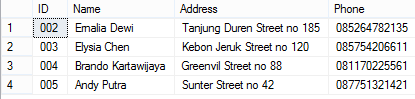 ID Name Address Phone
1 002 Emalia Dewi Tanjung Duren Street no 185 085264782135
2 003 Elysia Chen Kebon Jeruk Street no 120 085754206611
3 004 Brando Kartawijaya Greenvil Street no 88 081170225561
4 005 Andy Putra Sunter Street no 42 087751321421